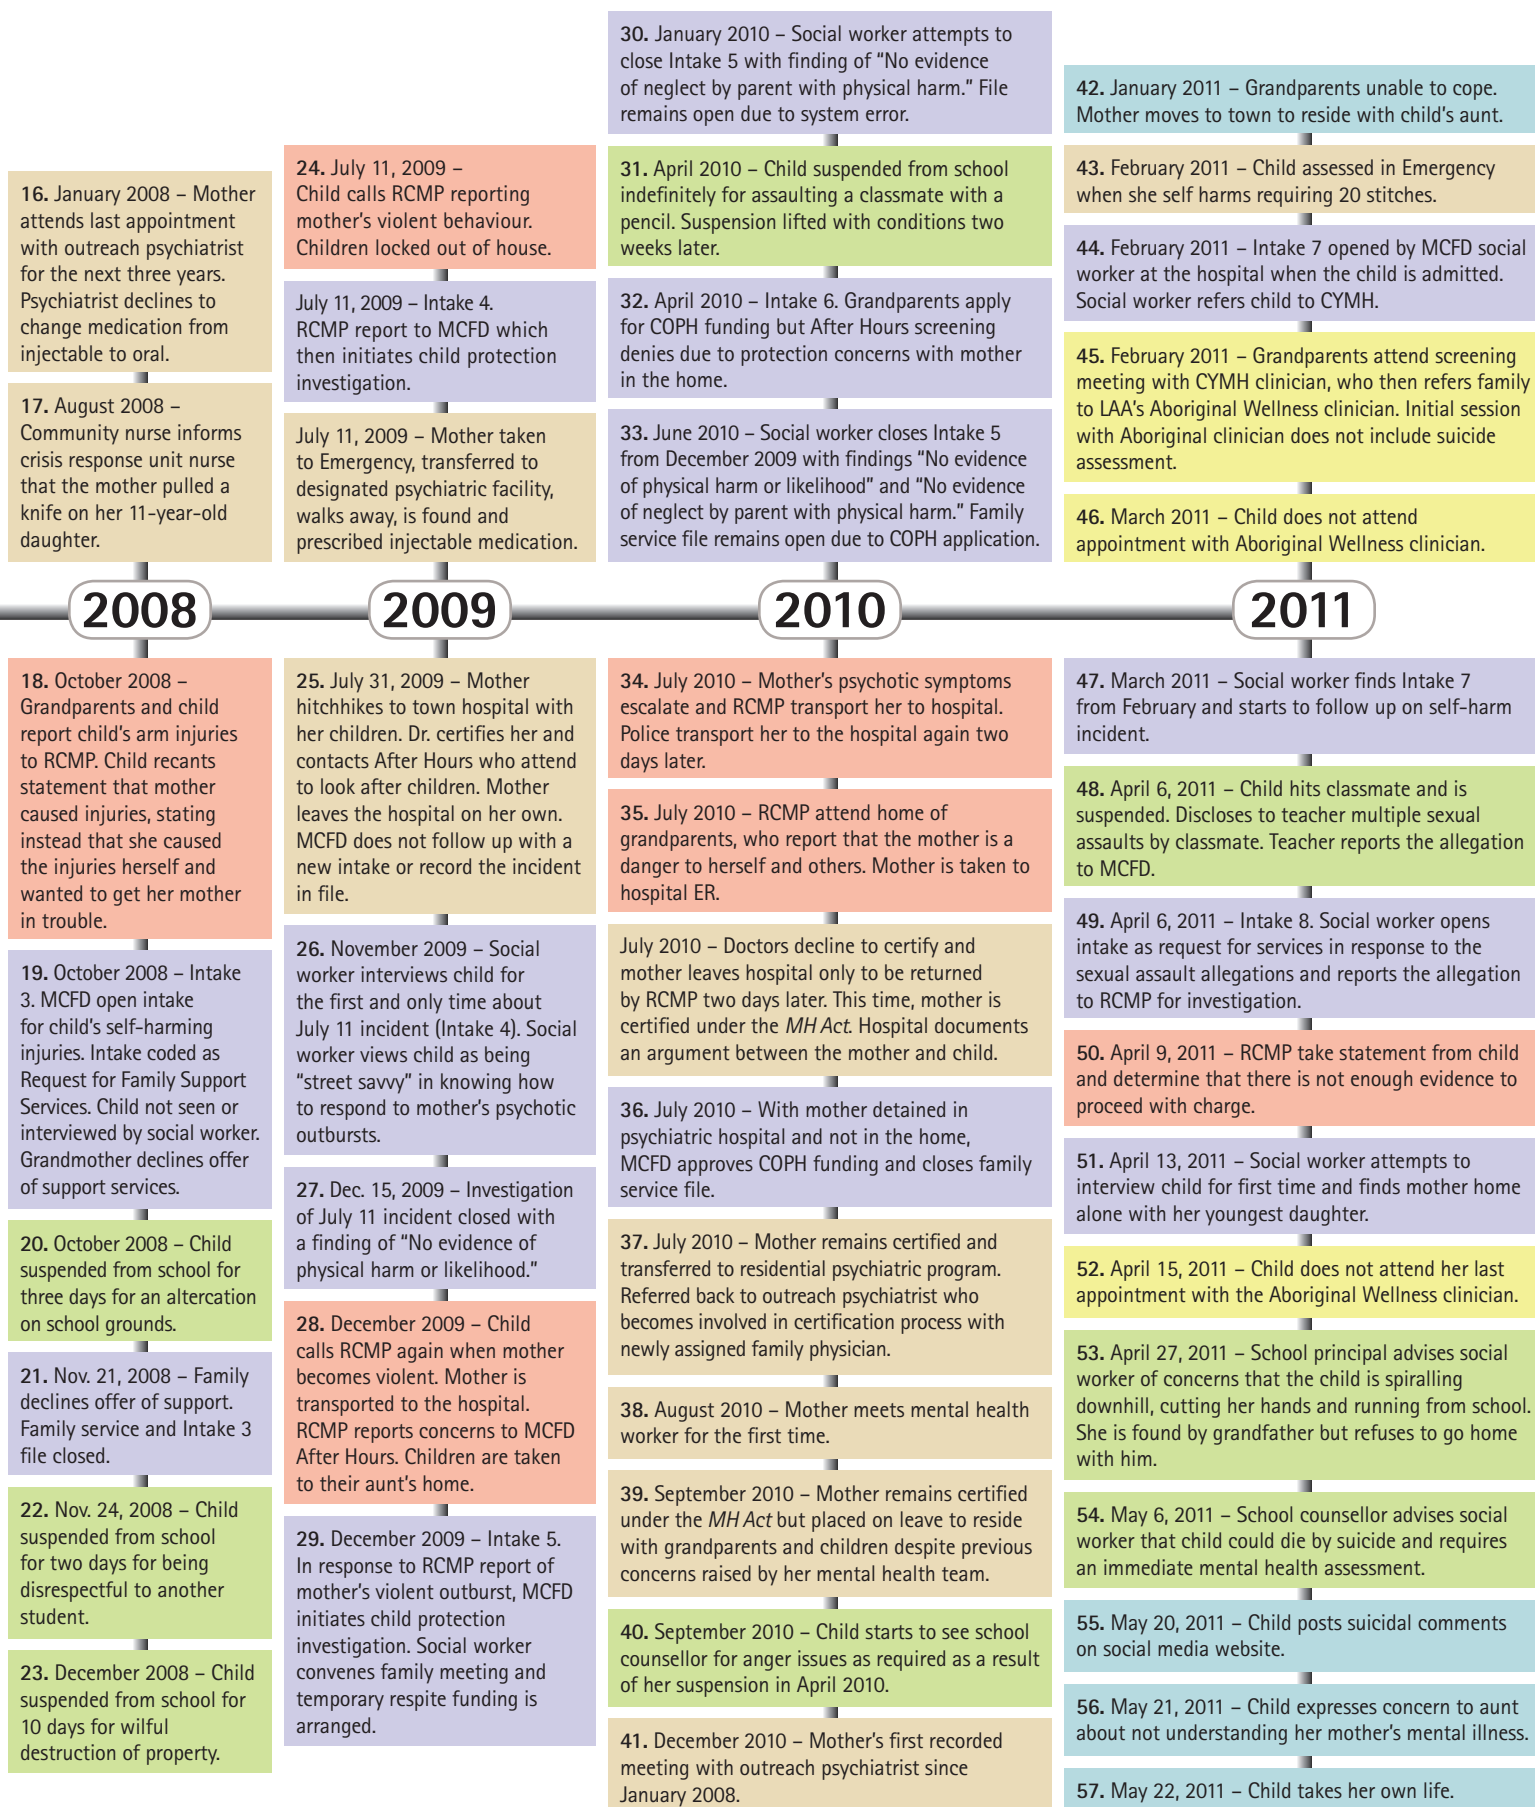 16. January 2008 – Mother
attends last appointment
with outreach psychiatrist
for the next three years.
Psychiatrist declines to
change medication from
injectable to oral.
17. August 2008 –
Community nurse informs
crisis response unit nurse
that the mother pulled a
knife on her 11-year-old
daughter.
2008
18. October 2008 –
Grandparents and child
report child's arm injuries
to RCMP. Child recants
statement that mother
caused injuries, stating
instead that she caused
the injuries herself and
wanted to get her mother
in trouble.
19. October 2008 – Intake
3. MCFD open intake
for child's self-harming
injuries. Intake coded as
Request for Family Support
Services. Child not seen or
interviewed by social worker.
Grandmother declines offer
of support services.
20. October 2008 – Child
suspended from school for
three days for an altercation
on school grounds.
21. Nov. 21, 2008 – Family
declines offer of support.
Family service and Intake 3
file closed.
22. Nov. 24, 2008 – Child
suspended from school
for two days for being
disrespectful to another
student.
23. December 2008 – Child
suspended from school for
10 days for wilful
destruction of property.
24. July 11, 2009 –
Child calls RCMP reporting
mother's violent behaviour.
Children locked out of house.
July 11, 2009 – Intake 4.
RCMP report to MCFD which
then initiates child protection
investigation.
July 11, 2009 – Mother taken
to Emergency, transferred to
designated psychiatric facility,
walks away, is found and
prescribed injectable medication.
2009
25. July 31, 2009 – Mother
hitchhikes to town hospital with
her children. Dr. certifies her and
contacts After Hours who attend
to look after children. Mother
leaves the hospital on her own.
MCFD does not follow up with a
new intake or record the incident
in file.
26. November 2009 – Social
worker interviews child for
the first and only time about
July 11 incident (Intake 4). Social
worker views child as being
"street savvy" in knowing how
to respond to mother's psychotic
outbursts.
27. Dec. 15, 2009 – Investigation
of July 11 incident closed with
a finding of "No evidence of
physical harm or likelihood."
28. December 2009 – Child
calls RCMP again when mother
becomes violent. Mother is
transported to the hospital.
RCMP reports concerns to MCFD
After Hours. Children are taken
to their aunt's home.
29. December 2009 – Intake 5.
In response to RCMP report of
mother's violent outburst, MCFD
initiates child protection
investigation. Social worker
convenes family meeting and
temporary respite funding is
arranged.
30. January 2010 – Social worker attempts to
close Intake 5 with finding of "No evidence
of neglect by parent with physical harm." File
remains open due to system error.
31. April 2010 – Child suspended from school
indefinitely for assaulting a classmate with a
pencil. Suspension lifted with conditions two
weeks later.
32. April 2010 – Intake 6. Grandparents apply
for COPH funding but After Hours screening
denies due to protection concerns with mother
in the home.
33. June 2010 – Social worker closes Intake 5
from December 2009 with findings "No evidence
of physical harm or likelihood" and "No evidence
of neglect by parent with physical harm." Family
service file remains open due to COPH application.
2010
34. July 2010 – Mother's psychotic symptoms
escalate and RCMP transport her to hospital.
Police transport her to the hospital again two
days later.
35. July 2010 – RCMP attend home of
grandparents, who report that the mother is a
danger to herself and others. Mother is taken to
hospital ER.
July 2010 – Doctors decline to certify and
mother leaves hospital only to be returned
by RCMP two days later. This time, mother is
certified under the MH Act. Hospital documents
an argument between the mother and child.
36. July 2010 – With mother detained in
psychiatric hospital and not in the home,
MCFD approves COPH funding and closes family
service file.
37. July 2010 – Mother remains certified and
transferred to residential psychiatric program.
Referred back to outreach psychiatrist who
becomes involved in certification process with
newly assigned family physician.
38. August 2010 – Mother meets mental health
worker for the first time.
39. September 2010 – Mother remains certified
under the MH Act but placed on leave to reside
with grandparents and children despite previous
concerns raised by her mental health team.
40. September 2010 – Child starts to see school
counsellor for anger issues as required as a result
of her suspension in April 2010.
41. December 2010 – Mother's first recorded
meeting with outreach psychiatrist since
January 2008.
42. January 2011 – Grandparents unable to cope.
Mother moves to town to reside with child's aunt.
43. February 2011 – Child assessed in Emergency
when she self harms requiring 20 stitches.
44. February 2011 – Intake 7 opened by MCFD social
worker at the hospital when the child is admitted.
Social worker refers child to CYMH.
45. February 2011 – Grandparents attend screening
meeting with CYMH clinician, who then refers family
to LAA's Aboriginal Wellness clinician. Initial session
with Aboriginal clinician does not include suicide
assessment.
46. March 2011 – Child does not attend
appointment with Aboriginal Wellness clinician.
2011
47. March 2011 – Social worker finds Intake 7
from February and starts to follow up on self-harm
incident.
48. April 6, 2011 – Child hits classmate and is
suspended. Discloses to teacher multiple sexual
assaults by classmate. Teacher reports the allegation
to MCFD.
49. April 6, 2011 – Intake 8. Social worker opens
intake as request for services in response to the
sexual assault allegations and reports the allegation
to RCMP for investigation.
50. April 9, 2011 – RCMP take statement from child
and determine that there is not enough evidence to
proceed with charge.
51. April 13, 2011 – Social worker attempts to
interview child for first time and finds mother home
alone with her youngest daughter.
52. April 15, 2011 – Child does not attend her last
appointment with the Aboriginal Wellness clinician.
53. April 27, 2011 – School principal advises social
worker of concerns that the child is spiralling
downhill, cutting her hands and running from school.
She is found by grandfather but refuses to go home
with him.
54. May 6, 2011 – School counsellor advises social
worker that child could die by suicide and requires
an immediate mental health assessment.
55. May 20, 2011 – Child posts suicidal comments
on social media website.
56. May 21, 2011 – Child expresses concern to aunt
about not understanding her mother's mental illness.
57. May 22, 2011 – Child takes her own life.